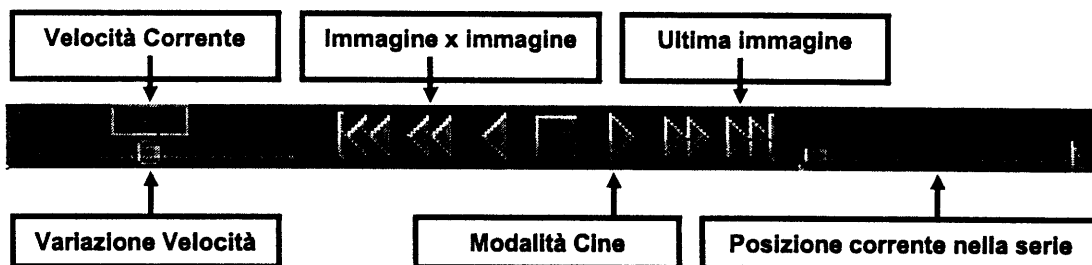 Velocità Corrente
Immagine x immagine
Ultima immagine
Variazione Velocità
Modalità Cine
Posizione corrente nella serie